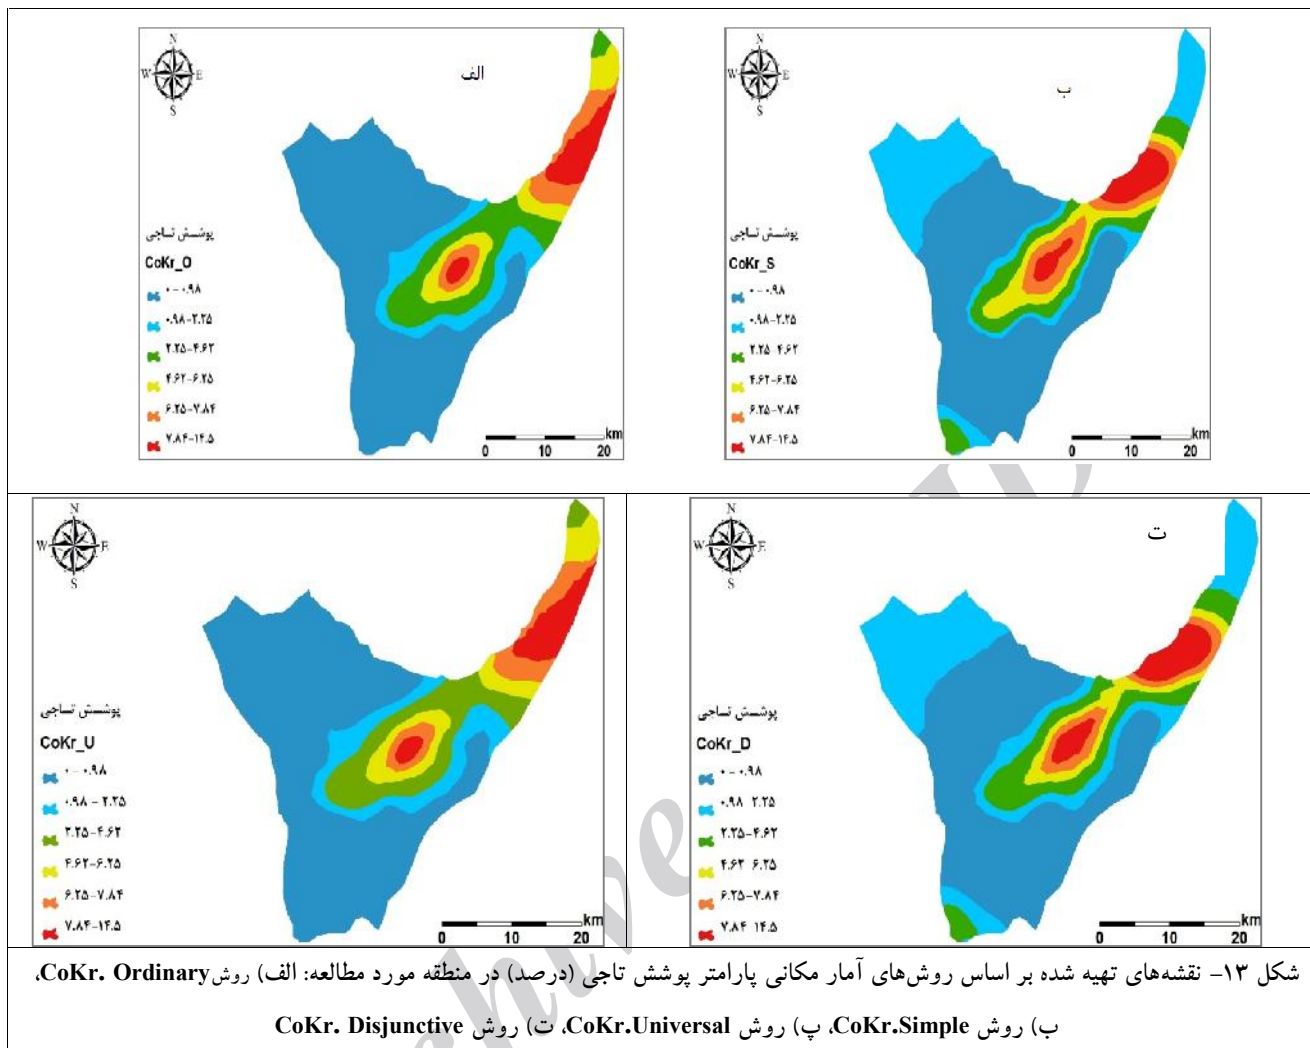 N
W E
S
الف
پوشش تاجی
CoKr_O
۰ – ۰.۹۸
۰.۹۸–۲.۲۵
۲.۲۵–۴.۶۲
۴.۶۲–۶.۲۵
۶.۲۵–۷.۸۴
۷.۸۴–۱۴.۵
km
0 10 20
N
W E
S
ب
پوشش تاجی
CoKr_S
۰ – ۰.۹۸
۰.۹۸–۲.۲۵
۲.۲۵ ۴.۶۲
۴.۶۲–۶.۲۵
۶.۲۵–۷.۸۴
۷.۸۴–۱۴.۵
km
0 10 20
N
W E
S
پوشش تاجی
CoKr_U
۰ – ۰.۹۸
۰.۹۸ – ۲.۲۵
۲.۲۵–۴.۶۲
۴.۶۲–۶.۲۵
۶.۲۵–۷.۸۴
۷.۸۴–۱۴.۵
km
0 10 20
N
W E
S
ت
پوشش تاجی
CoKr_D
۰ – ۰.۹۸
۰.۹۸ ۲.۲۵
۲.۲۵–۴.۶۲
۴.۶۲ ۶.۲۵
۶.۲۵–۷.۸۴
۷.۸۴ ۱۴.۵
km
0 10 20
شکل ۱۳– نقشه‌های تهیه شده بر اساس روش‌های آمار مکانی پارامتر پوشش تاجی (درصد) در منطقه مورد مطالعه: الف) روش CoKr. Ordinary،
ب) روش CoKr.Simple، پ) روش CoKr.Universal، ت) روش CoKr. Disjunctive